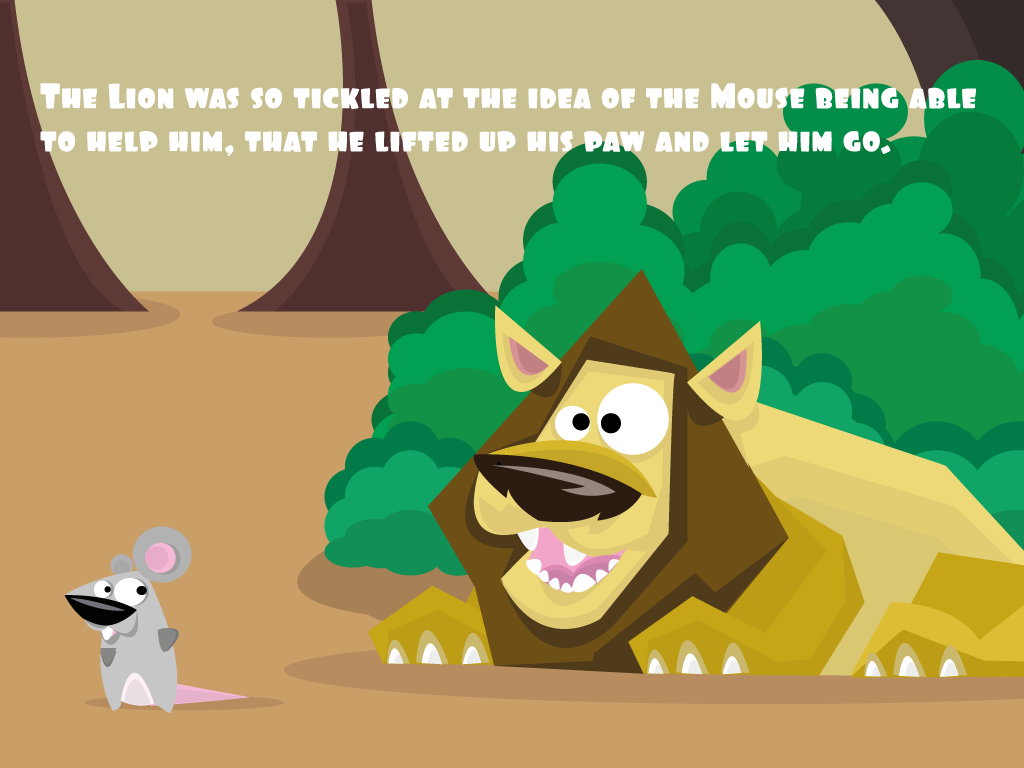 The Lion was so tickled at the idea of the Mouse being able
to help him, that he lifted up his paw and let him go.